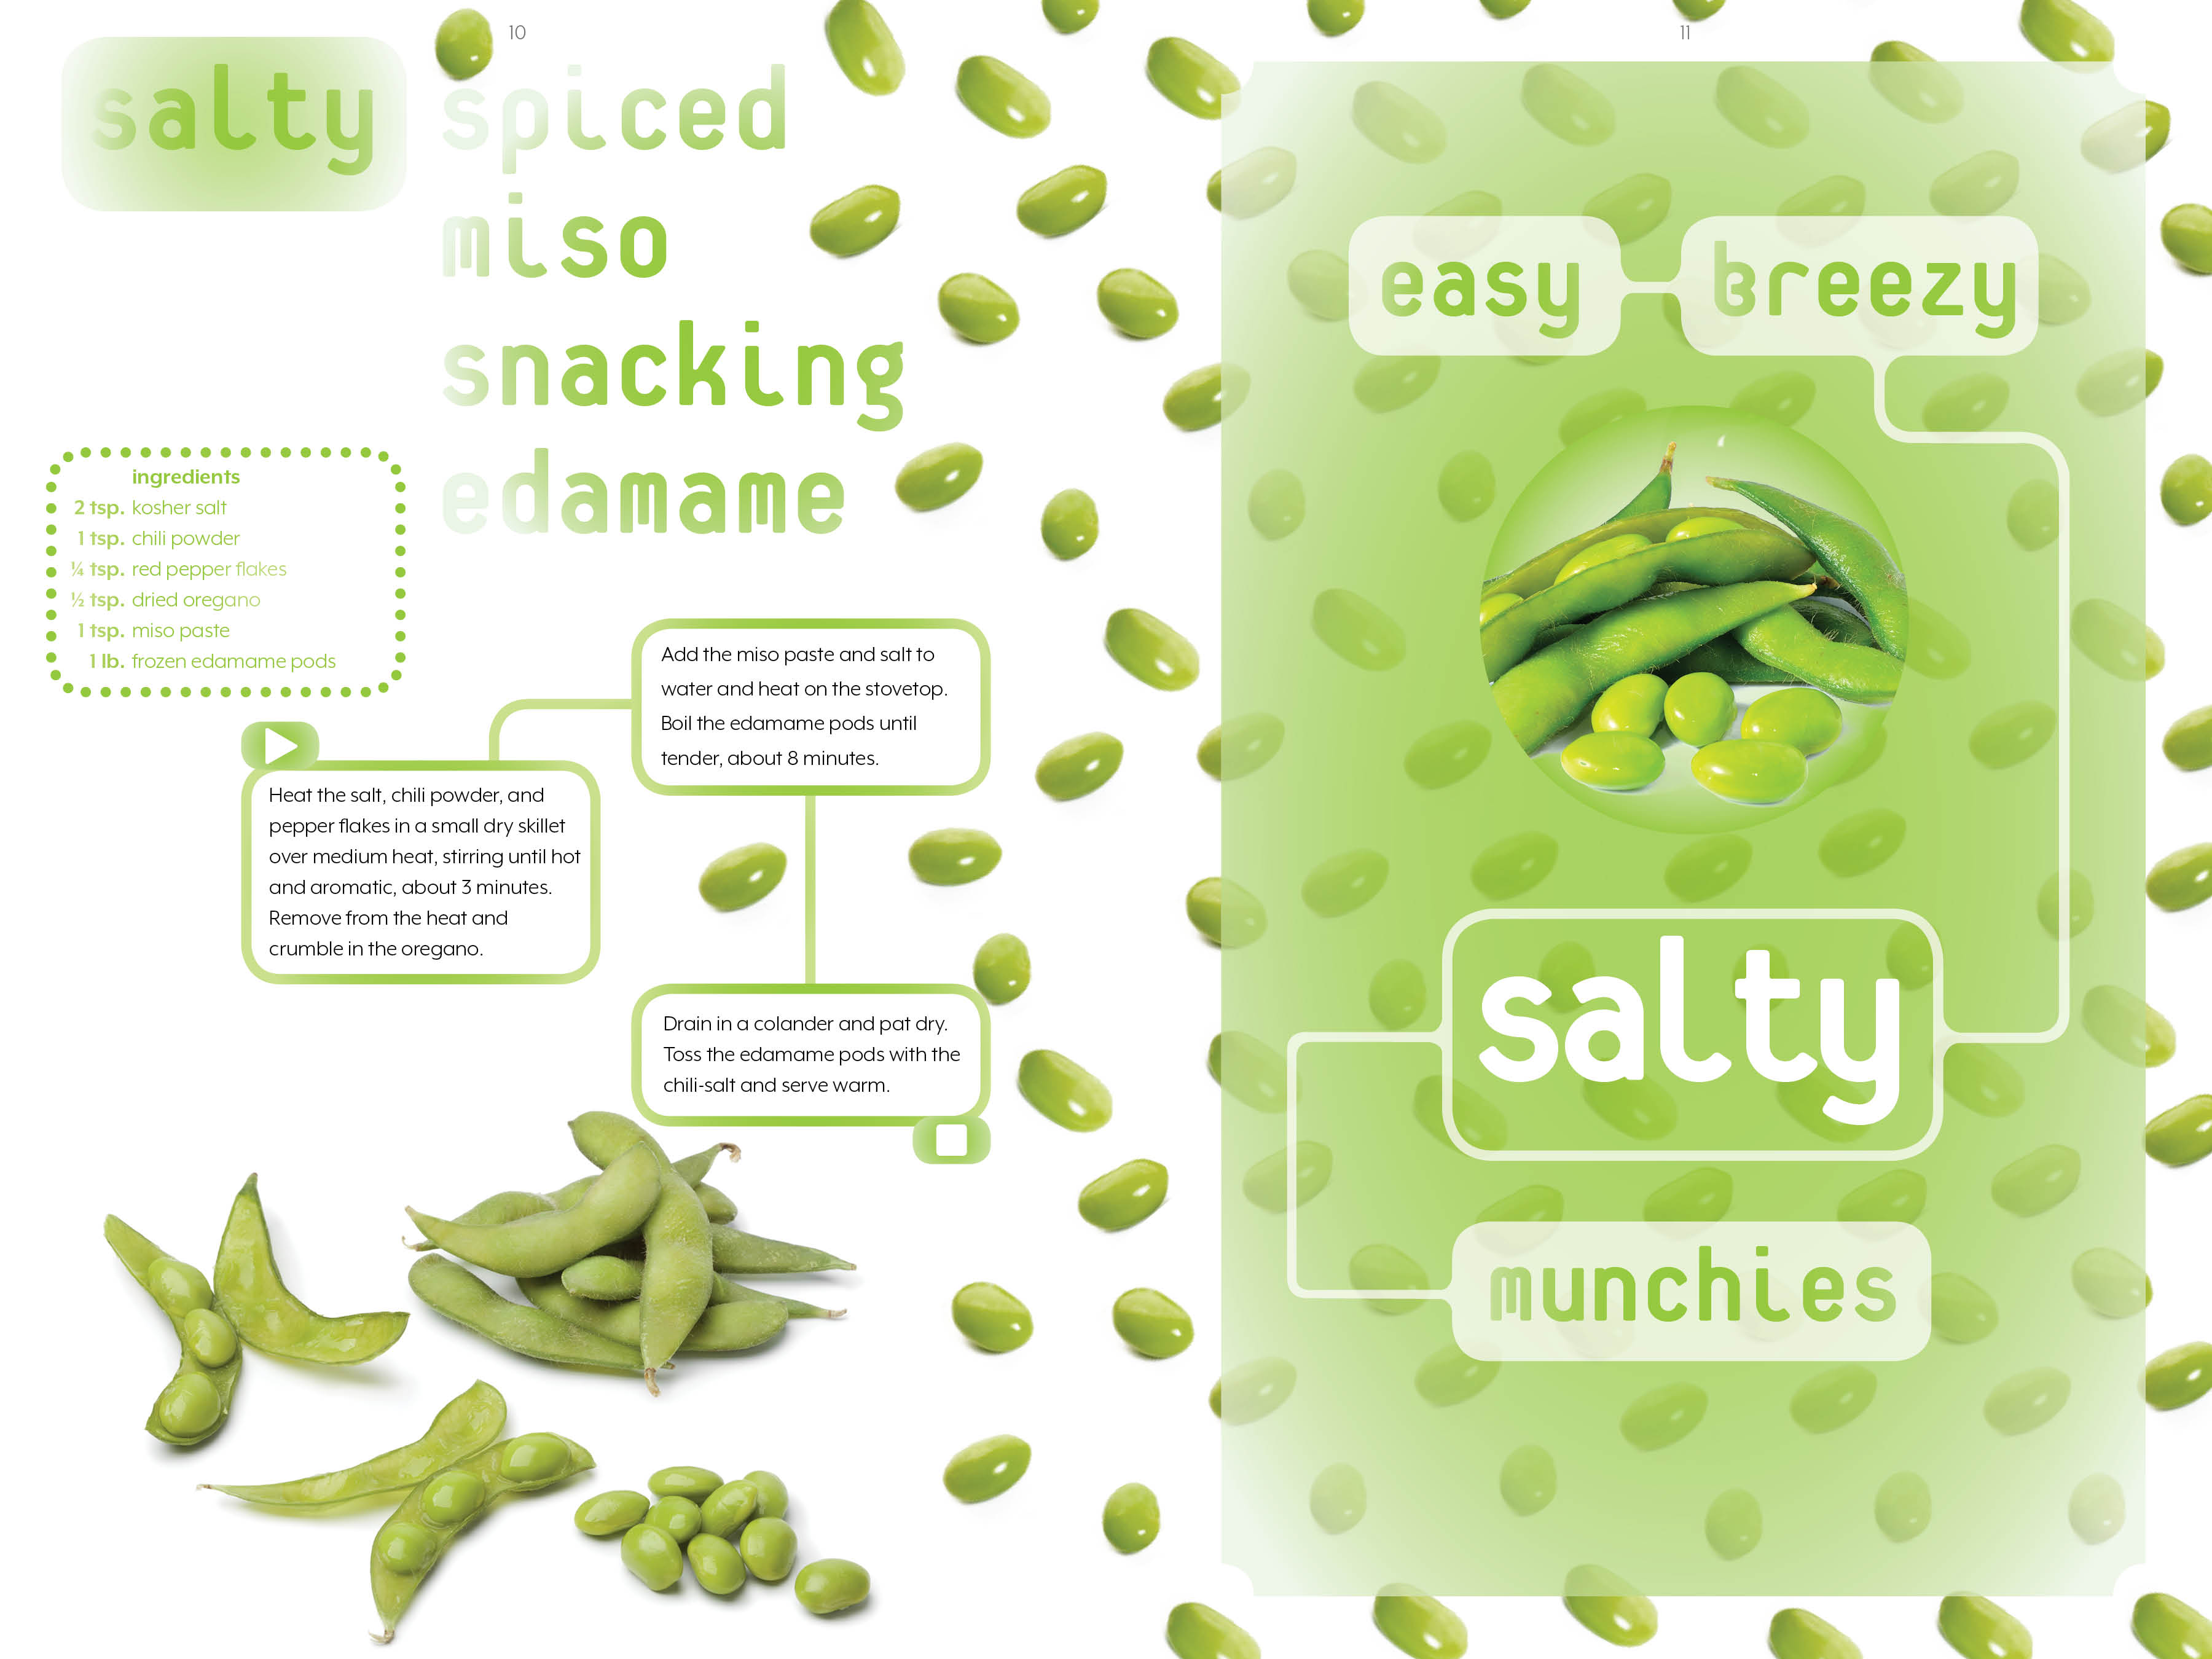 10
salty
spiced
miso
snacking
edamame
ingredients
2 tsp. kosher salt
1 tsp. chili powder
¼ tsp. red pepper flakes
½ tsp. dried oregano
1 tsp. miso paste
1 lb. frozen edamame pods
Heat the salt, chili powder, and
pepper flakes in a small dry skillet
over medium heat, stirring until hot
and aromatic, about 3 minutes.
Remove from the heat and
crumble in the oregano.
Add the miso paste and salt to
water and heat on the stovetop.
Boil the edamame pods until
tender, about 8 minutes.
Drain in a colander and pat dry.
Toss the edamame pods with the
chili-salt and serve warm.
11
easy breezy
salty
munchies